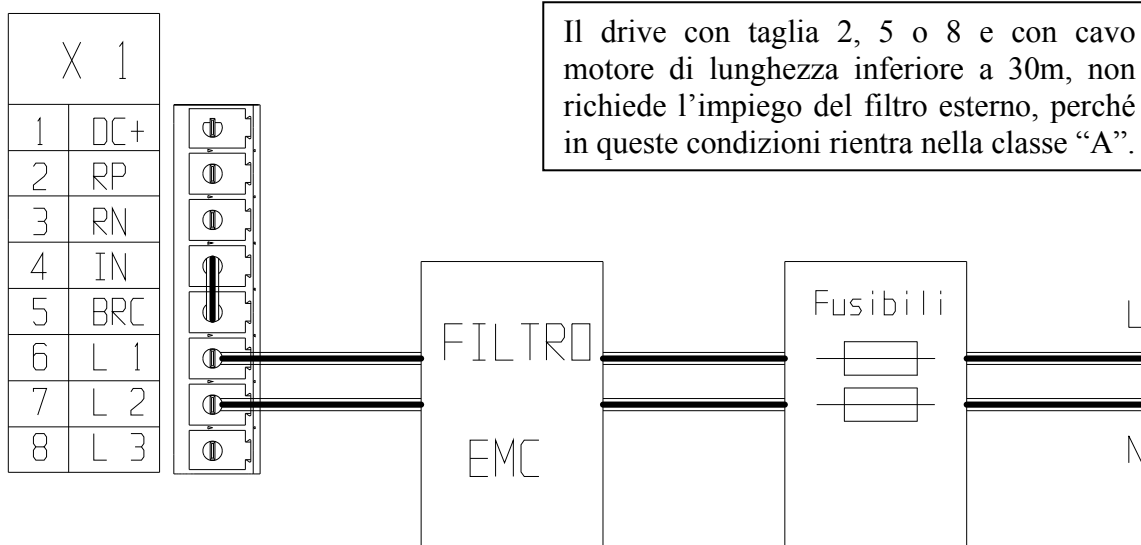 Il drive con taglia 2, 5 o 8 e con cavo
motore di lunghezza inferiore a 30m, non
richiede l’impiego del filtro esterno, perché
in queste condizioni rientra nella classe “A”.
X 1
1 DC+
2 RP
3 RN
4 IN
5 BRC
6 L 1
7 L 2
8 L 3
FILTRO
EMC
Fusibili
L
N